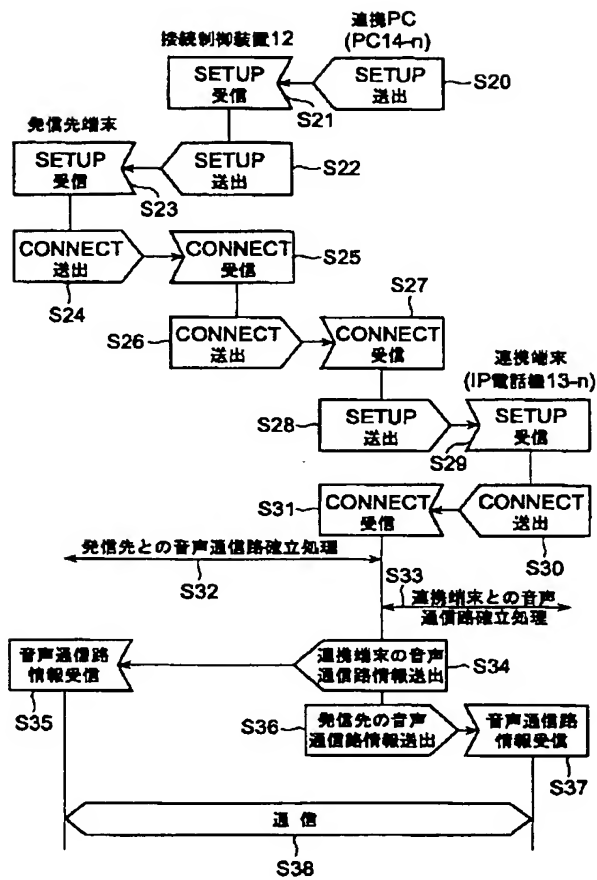 接続制御装置12
連携PC
(PC14-n)
SETUP
受信
SETUP
送出
S20
S21
発信先端末
SETUP
受信
SETUP
送出
S22
S23
CONNECT
送出
CONNECT
受信
S25
S24
S27
S26
CONNECT
送出
CONNECT
受信
連携端末
(IP電話機13-n)
S28
SETUP
送出
SETUP
受信
S29
S31
CONNECT
受信
CONNECT
送出
S30
発信先との音声通信路確立処理
S32
S33
連携端末との音声
通信路確立処理
音声通信路
情報受信
連携端末の音声
通信路情報送出
S34
S35
S36
発信先の音声
通信路情報送出
音声通信路
情報受信
S37
通 信
S38